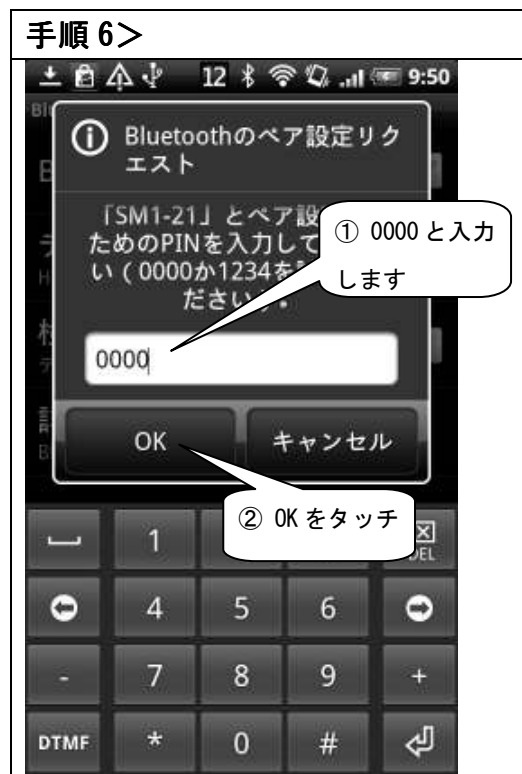 手順 6>
12 9:50
Bluetoothのペア設定リク
エスト
「SM1-21」とペア設
ためのPINを入力して
い(0000か1234を
ださい)。
① 0000 と入力
します
0000
OK キャンセル
② OK をタッチ
1 DEL
4 5 6
- 7 8 9 +
DTMF * 0 #